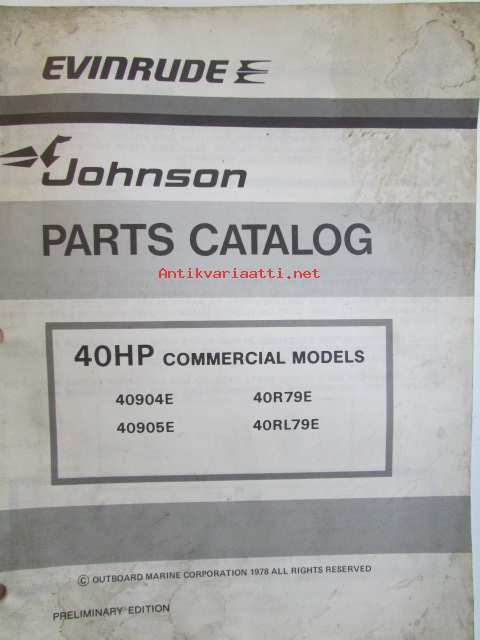 EVINRUDE
Johnson
PARTS CATALOG
Antikvariaatti.net
40HP COMMERCIAL MODELS
40904E 40R79E
40905E 40RL79E
© OUTBOARD MARINE CORPORATION 1978 ALL RIGHTS RESERVED
PRELIMINARY EDITION